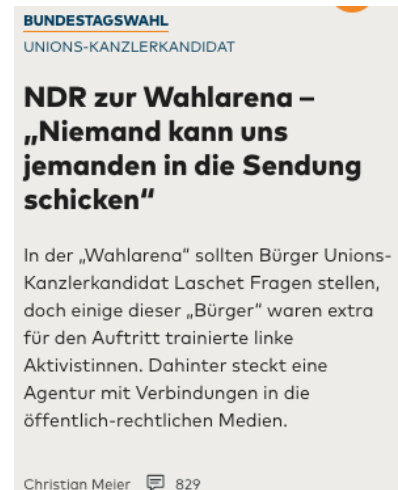 BUNDESTAGSWAHL
UNIONS-KANZLERKANDIDAT
NDR zur Wahlarena –
„Niemand kann uns
jemanden in die Sendung
schicken“
In der „Wahlarena“ sollten Bürger Unions-
Kanzlerkandidat Laschet Fragen stellen,
doch einige dieser „Bürger“ waren extra
für den Auftritt trainierte linke
Aktivistinnen. Dahinter steckt eine
Agentur mit Verbindungen in die
öffentlich-rechtlichen Medien.
Christian Meier 829